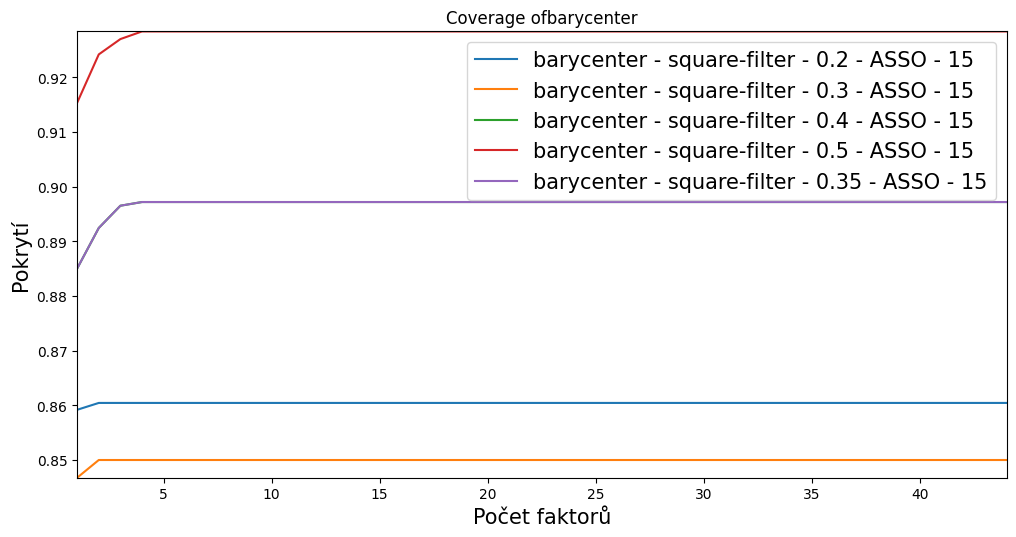 Coverage ofbarycenter
barycenter - square-filter - 0.2 - ASSO - 15
barycenter - square-filter - 0.3 - ASSO - 15
barycenter - square-filter - 0.4 - ASSO - 15
barycenter - square-filter - 0.5 - ASSO - 15
barycenter - square-filter - 0.35 - ASSO - 15
Pokrytí
0.92
0.91
0.90
0.89
0.88
0.87
0.86
0.85
5 10 15 20 25 30 35 40
Počet faktorů